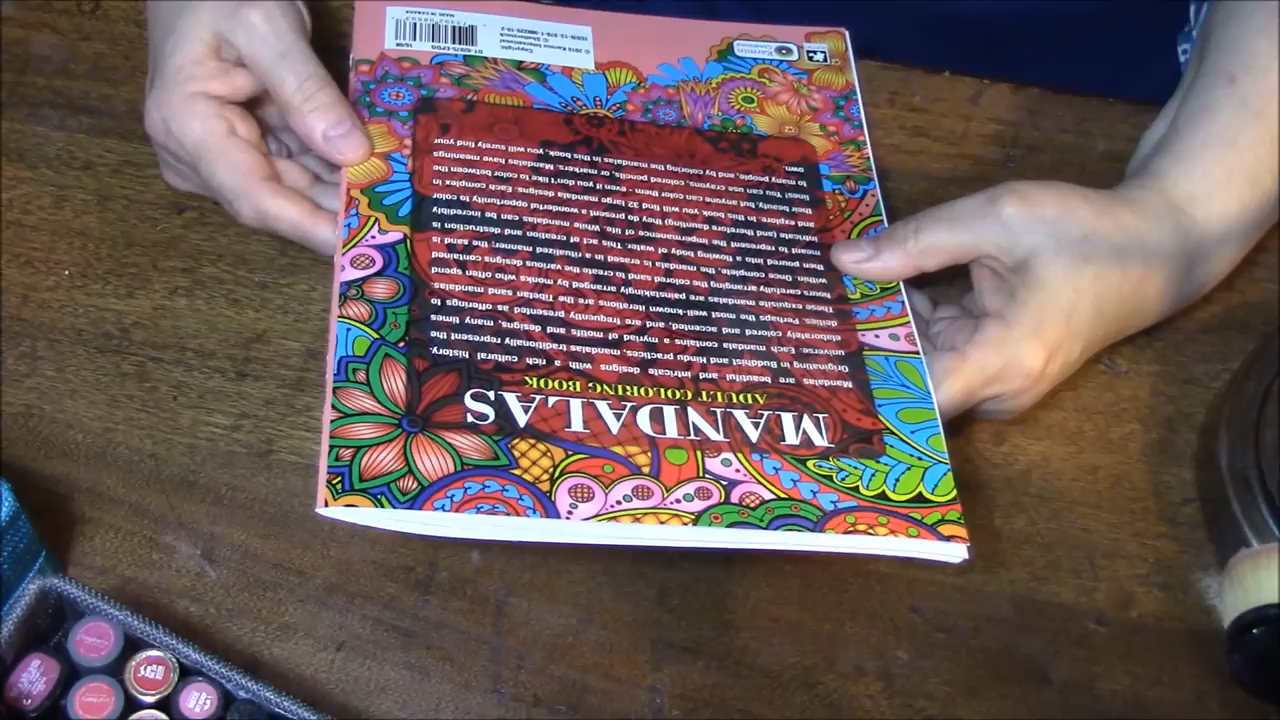 MANDALAS
ADULT COLORING BOOK
Mandalas are beautiful and intricate designs with a rich cultural history.
Originating in Buddhist and Hindu practices, mandalas traditionally represent the
universe. Each mandala contains a myriad of motifs and designs, many times
elaborately colored and accented, and are frequently presented as offerings to
deities. Perhaps the most well-known iterations are the Tibetan sand mandalas.
These exquisite mandalas are painstakingly arranged by monks who often spend
hours carefully arranging the colored sand to create the various designs contained
within. Once complete, the mandala is erased in a ritualized manner; the sand is
then poured into a flowing body of water. This act of creation and destruction is
meant to represent the impermanence of life. While mandalas can be incredibly
intricate (and therefore daunting) they do present a wonderful opportunity to color
and explore. In this book you will find 32 large mandala designs. Each complex in
their beauty, but anyone can color them - even if you don't like to color between the
lines! You can use crayons, colored pencils, or markers. Mandalas have meanings
to many people, and by coloring the mandalas in this book, you will surely find your
own.
Creations
© 2016 International
Copyright
© Shutterstock
MADE IN CANADA